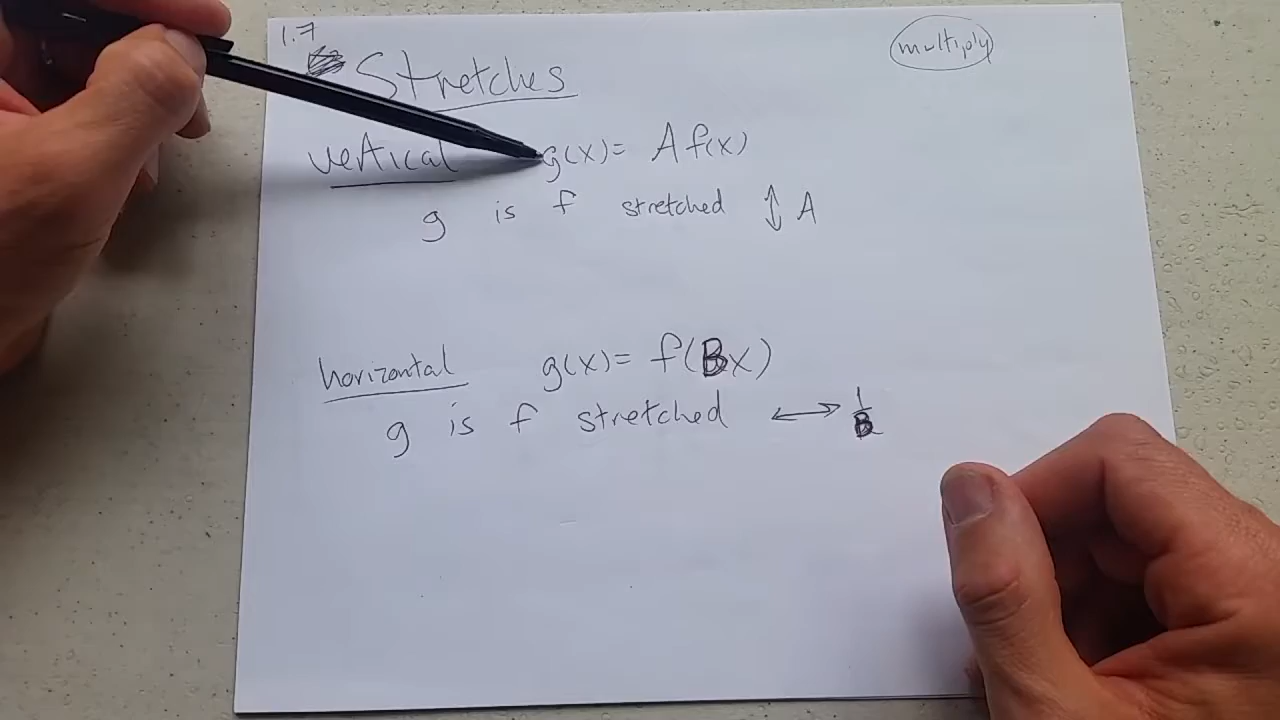 1.7
Stretches
multiply
vertical g(x)= A f(x)
g is f stretched ↕ A
horizontal g(x)= f(Bx)
g is f stretched ↔ 1/B